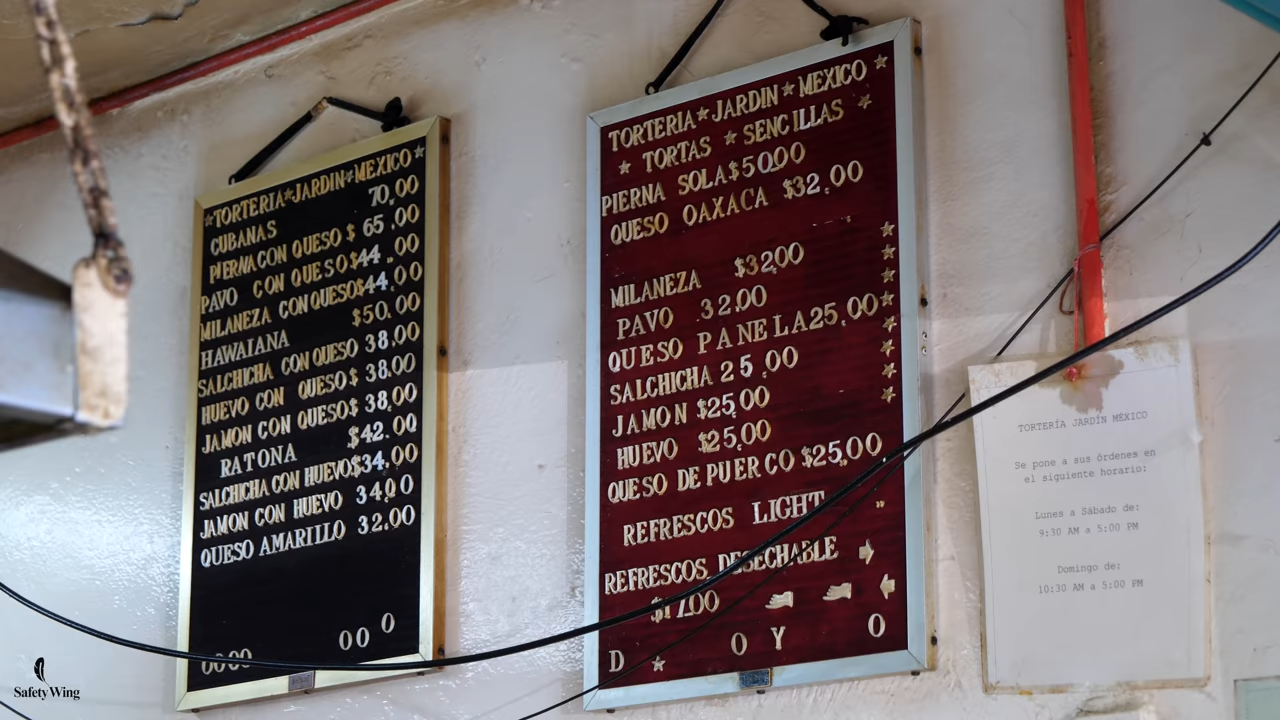 ★TORTERIA★JARDIN★MEXICO★
CUBANAS 70.00
PIERNA CON QUESO $ 65.00
PAVO CON QUESO $44.00
MILANEZA CON QUESO $44.00
HAWAIANA $50.00
SALCHICHA CON QUESO 38.00
HUEVO CON QUESO $ 38.00
JAMON CON QUESO $ 38.00
RATONA $42.00
SALCHICHA CON HUEVO $34.00
JAMON CON HUEVO 34.00
QUESO AMARILLO 32.00
0000 00 0
TORTERIA★JARDIN★MEXICO★
★ TORTAS ★ SENCILLAS ★
PIERNA SOLA $50.00
QUESO OAXACA $32.00
MILANEZA $32.00
PAVO 32.00
QUESO PANELA 25.00
SALCHICHA 25.00
JAMON $25.00
HUEVO $25.00
QUESO DE PUERCO $25.00
REFRESCOS LIGHT
REFRESCOS DESECHABLE
$17.00
D ★ O Y O
TORTERÍA JARDÍN MÉXICO
Se pone a sus órdenes en
el siguiente horario:
Lunes a Sábado de:
9:30 AM a 5:00 PM
Domingo de:
10:30 AM a 5:00 PM
SafetyWing